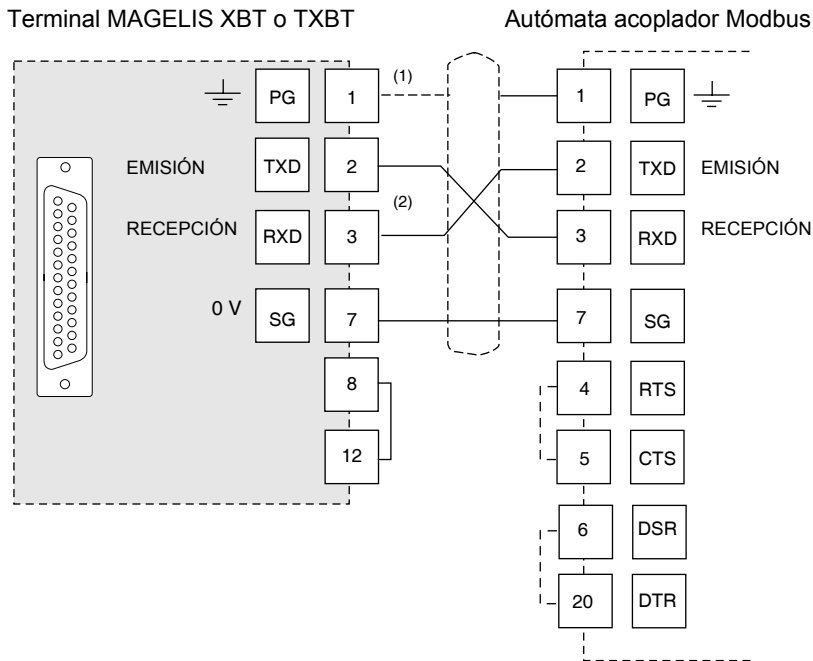 Terminal MAGELIS XBT o TXBT
Autómata acoplador Modbus
PG 1 (1) 1 PG
EMISIÓN TXD 2 2 TXD EMISIÓN
RECEPCIÓN RXD 3 (2) 3 RXD RECEPCIÓN
0 V SG 7 7 SG
8 4 RTS
12 5 CTS
6 DSR
20 DTR